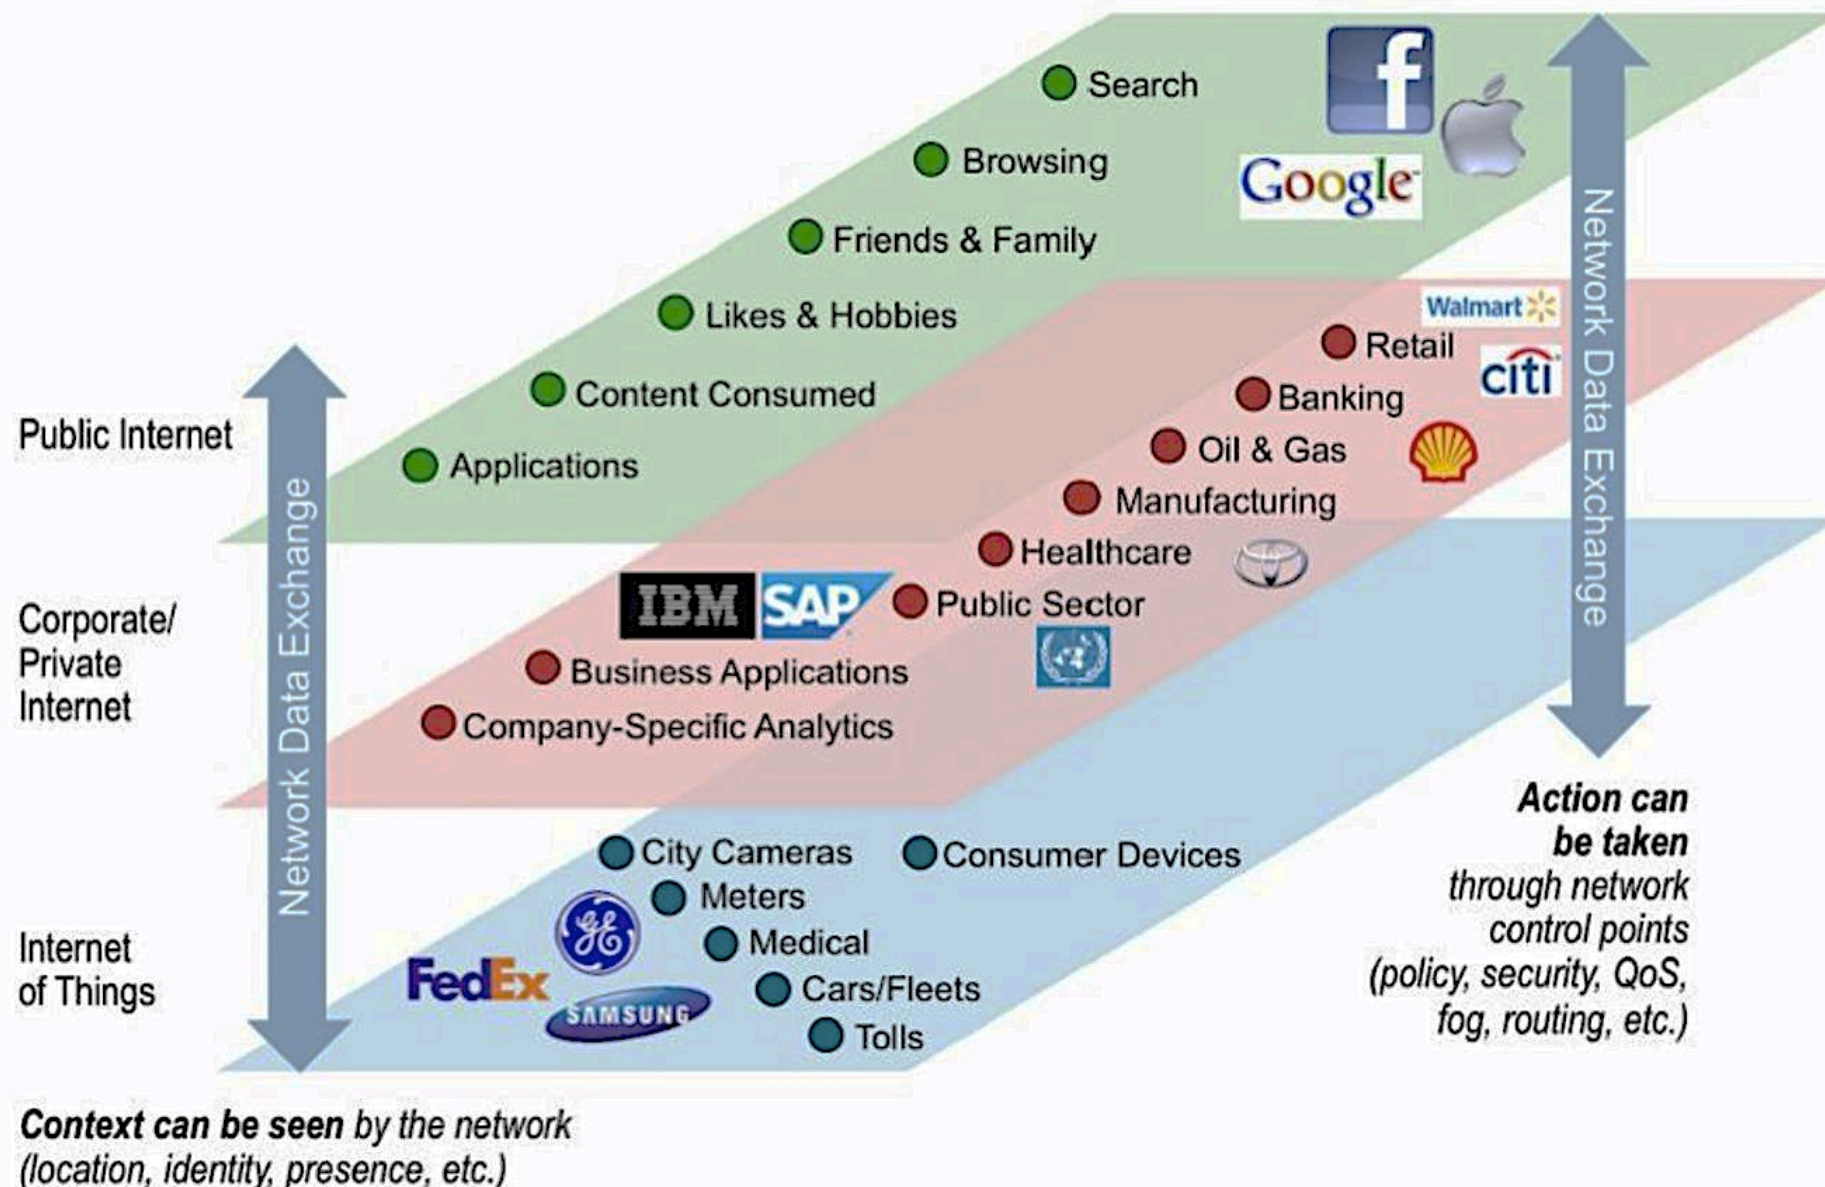 Search
Browsing
Google
Friends & Family
Likes & Hobbies
Walmart
Retail
citi
Content Consumed
Banking
Public Internet
Oil & Gas
Applications
Manufacturing
Healthcare
Network Data Exchange
Network Data Exchange
Corporate/
Private
Internet
IBM
SAP
Public Sector
Business Applications
Company-Specific Analytics
City Cameras
Consumer Devices
Meters
GE
Medical
Internet
of Things
FedEx
SAMSUNG
Cars/Fleets
Tolls
Action can
be taken
through network
control points
(policy, security, QoS,
fog, routing, etc.)
Context can be seen by the network
(location, identity, presence, etc.)